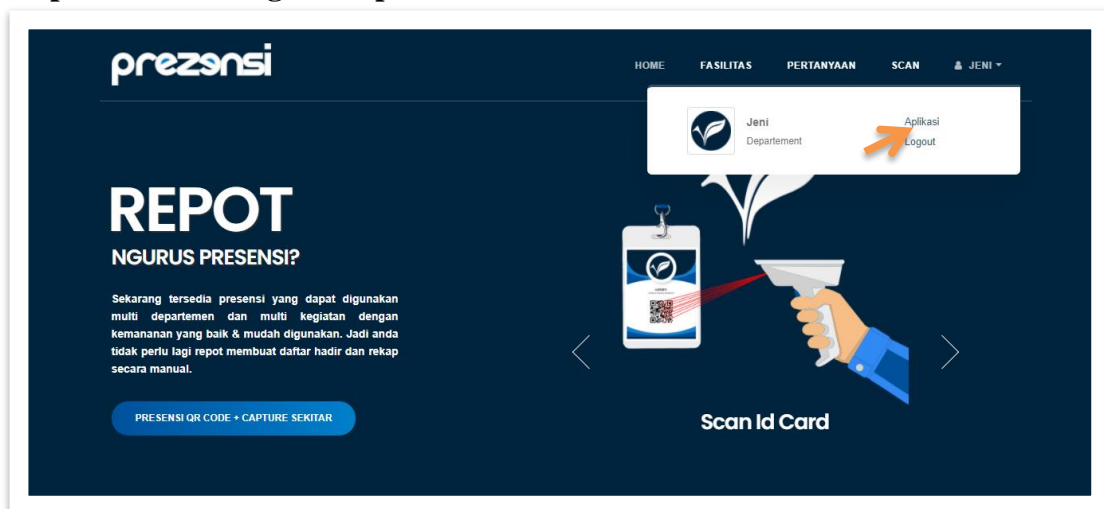 prezensi
HOME FASILITAS PERTANYAAN SCAN JENI
Jeni Aplikasi
Departement Logout
REPOT
NGURUS PRESENSI?
Sekarang tersedia presensi yang dapat digunakan
multi departemen dan multi kegiatan dengan
kemananan yang baik & mudah digunakan. Jadi anda
tidak perlu lagi repot membuat daftar hadir dan rekap
secara manual.
PRESENSI QR CODE + CAPTURE SEKITAR
Scan Id Card